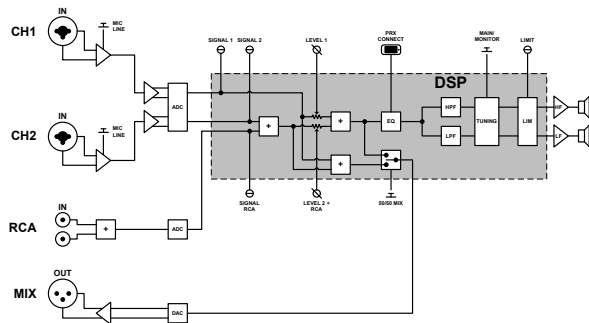 IN
CH1
MIC
LINE
SIGNAL 1
SIGNAL 2
LEVEL 1
PRX
CONNECT
MAIN/
MONITOR
LIMIT
DSP
ADC
IN
CH2
MIC
LINE
+
+
EQ
HPF
LPF
TUNING
LIM
HF
LF
+
SIGNAL
RCA
LEVEL 2 +
RCA
50/50 MIX
IN
RCA
+
ADC
OUT
MIX
DAC